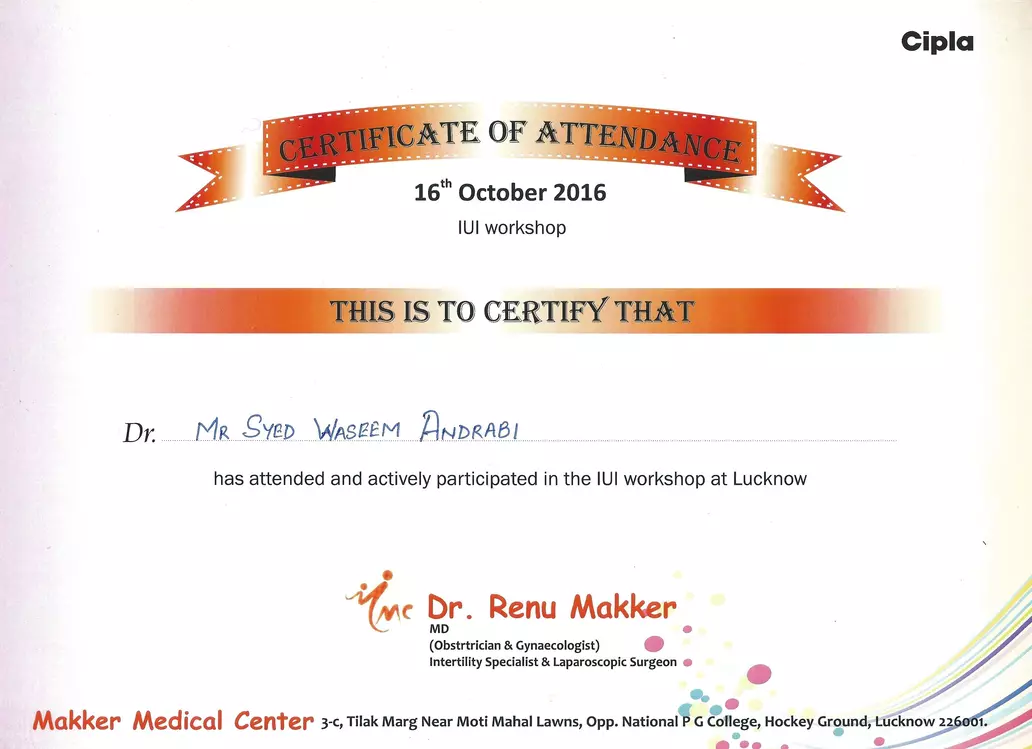 Cipla
CERTIFICATE OF ATTENDANCE
16th October 2016
IUI workshop
THIS IS TO CERTIFY THAT
Dr. MR SYED WASEEM ANDRABI
has attended and actively participated in the IUI workshop at Lucknow
mc Dr. Renu Makker
MD
(Obstrtrician & Gynaecologist)
Intertility Specialist & Laparoscopic Surgeon
Makker Medical Center 3-c, Tilak Marg Near Moti Mahal Lawns, Opp. National P G College, Hockey Ground, Lucknow 226001.